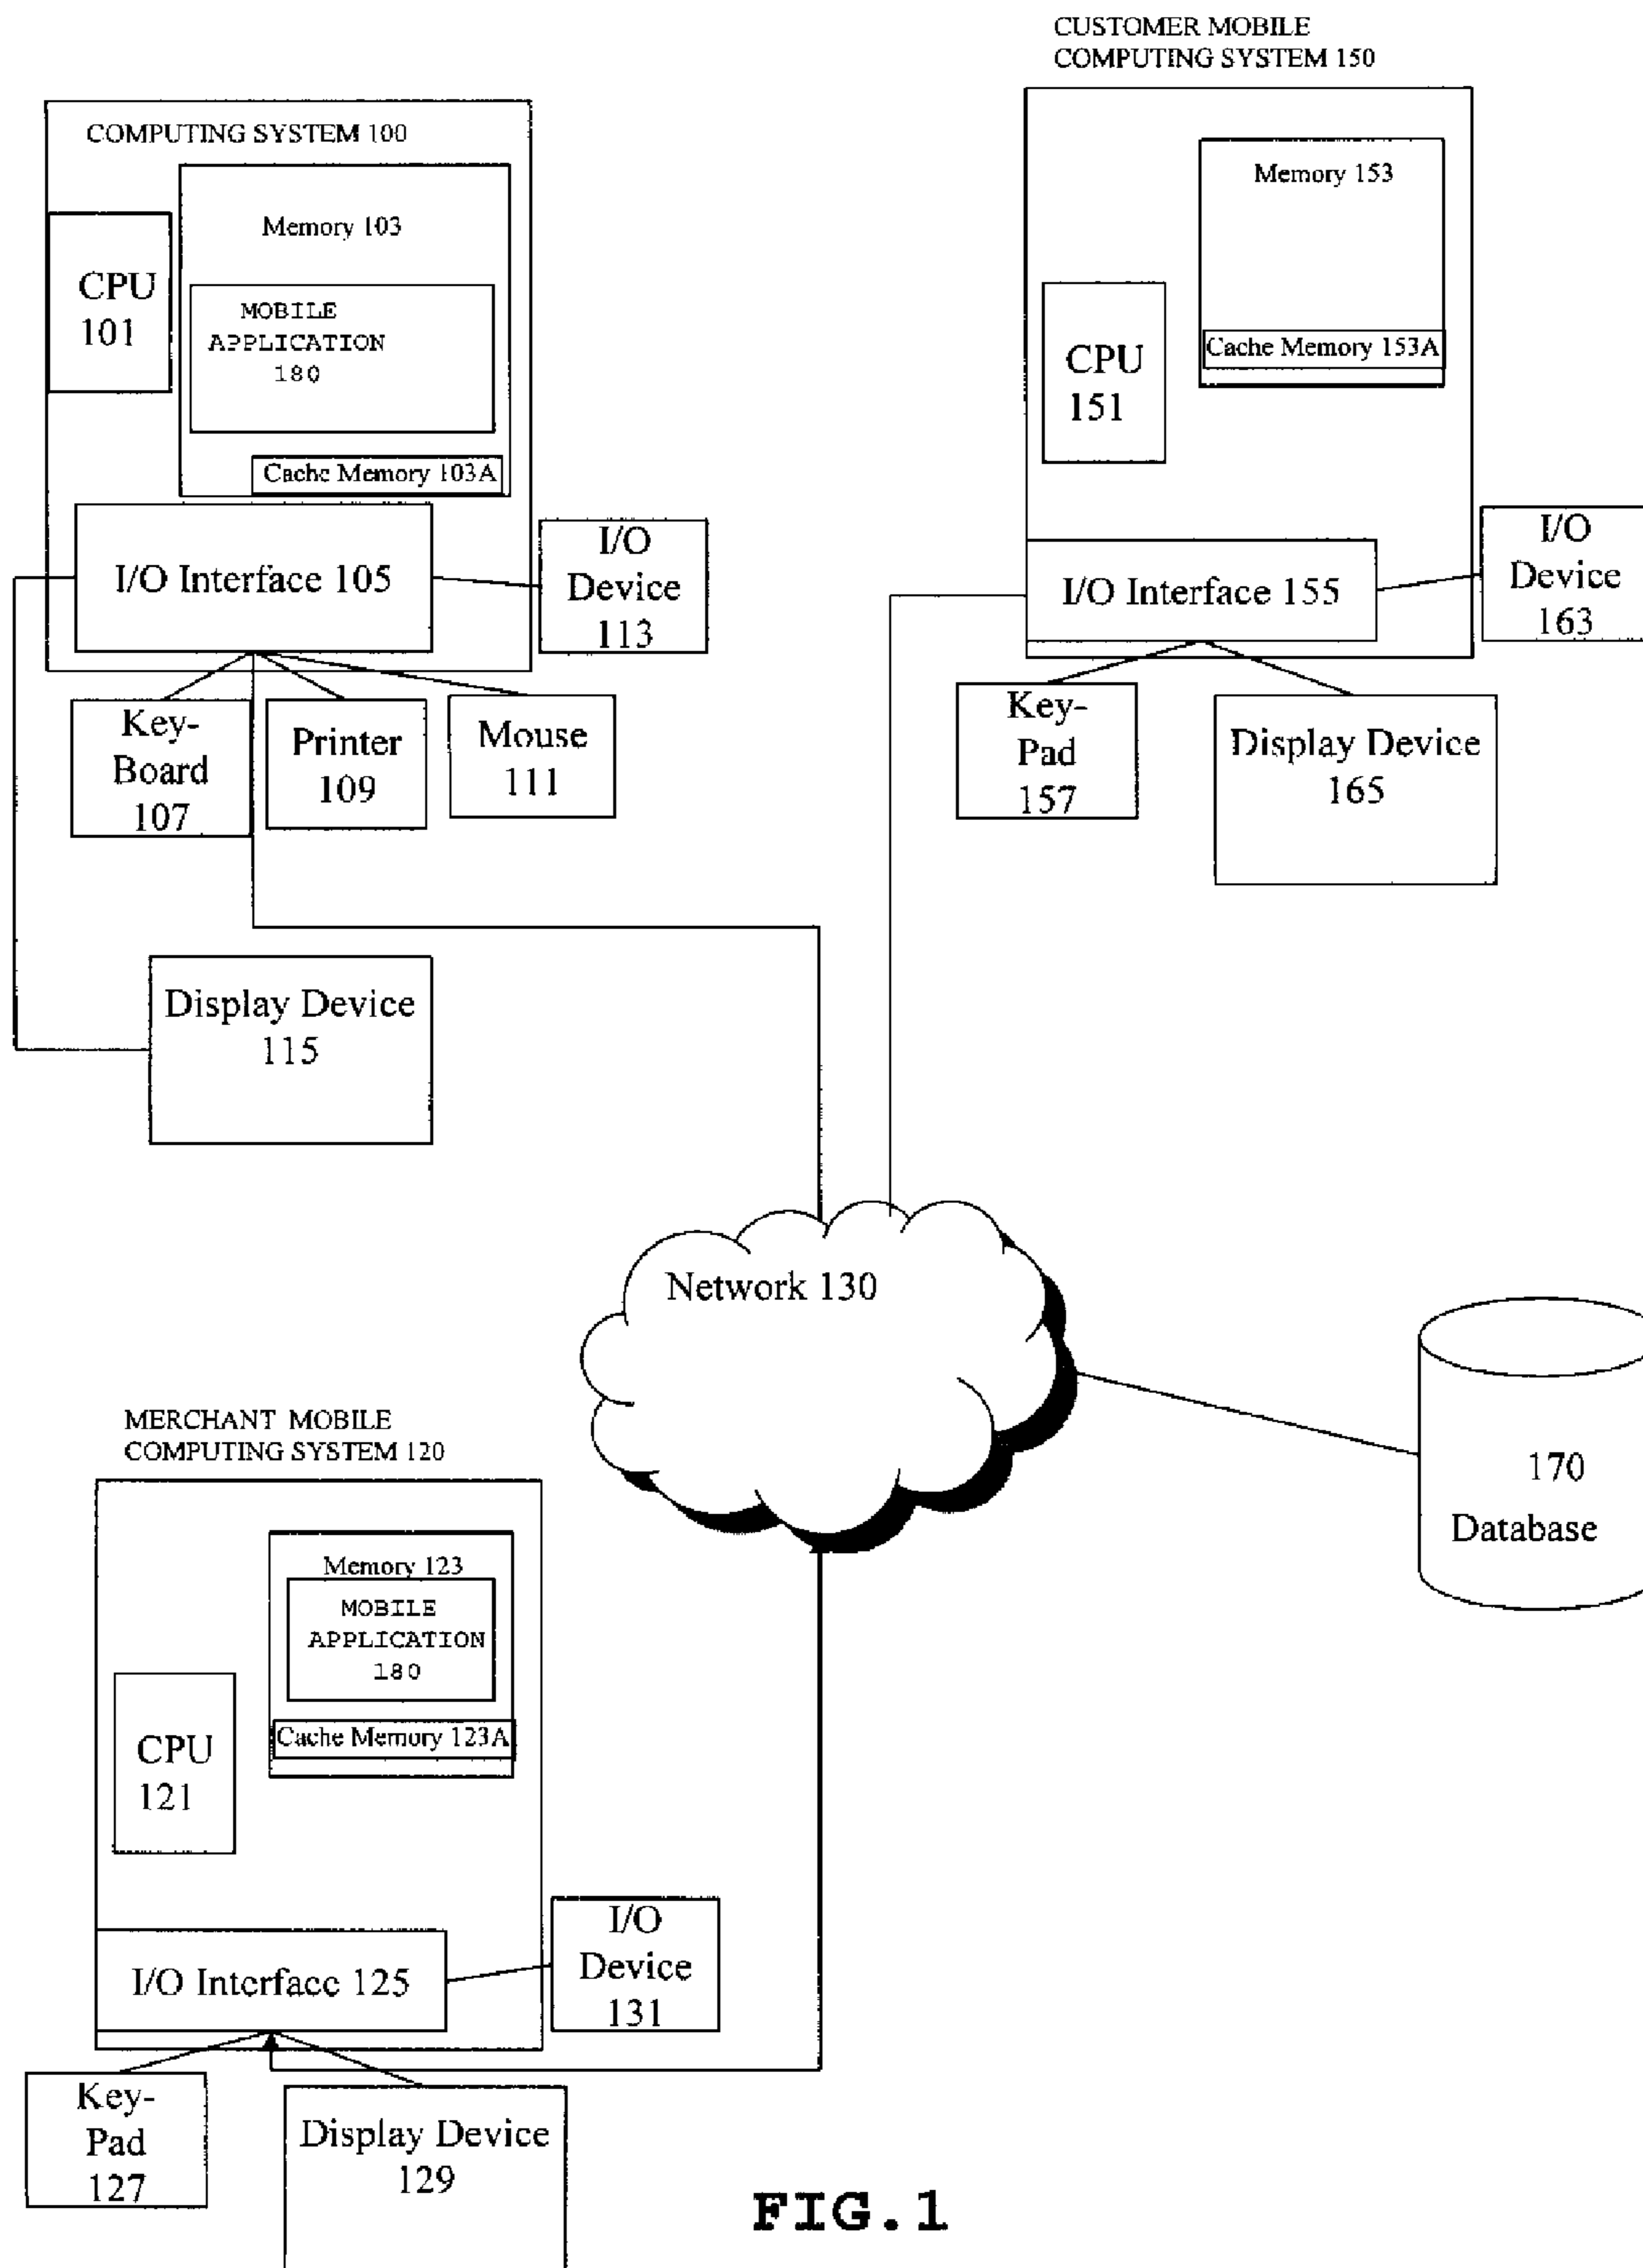 CUSTOMER MOBILE
COMPUTING SYSTEM 150
COMPUTING SYSTEM 100
Memory 103
CPU
101
MOBILE
APPLICATION
180
Cache Memory 103A
I/O Interface 105
I/O
Device
113
Key-
Board
107
Printer
109
Mouse
111
Display Device
115
Memory 153
Cache Memory 153A
CPU
151
I/O Interface 155
I/O
Device
163
Key-
Pad
157
Display Device
165
Network 130
170
Database
MERCHANT MOBILE
COMPUTING SYSTEM 120
Memory 123
MOBILE
APPLICATION
180
Cache Memory 123A
CPU
121
I/O Interface 125
I/O
Device
131
Key-
Pad
127
Display Device
129
FIG.1